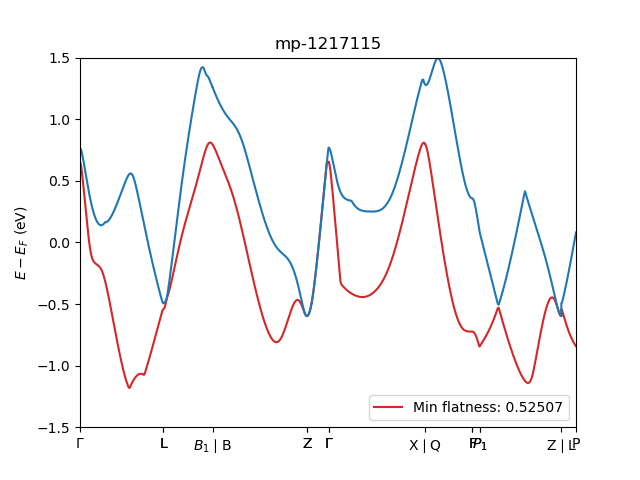 mp-1217115
E − E_F (eV)
1.5
1.0
0.5
0.0
−0.5
−1.0
−1.5
Min flatness: 0.52507
Γ L B₁ | B Z Γ X | Q F P₁ Z | L P